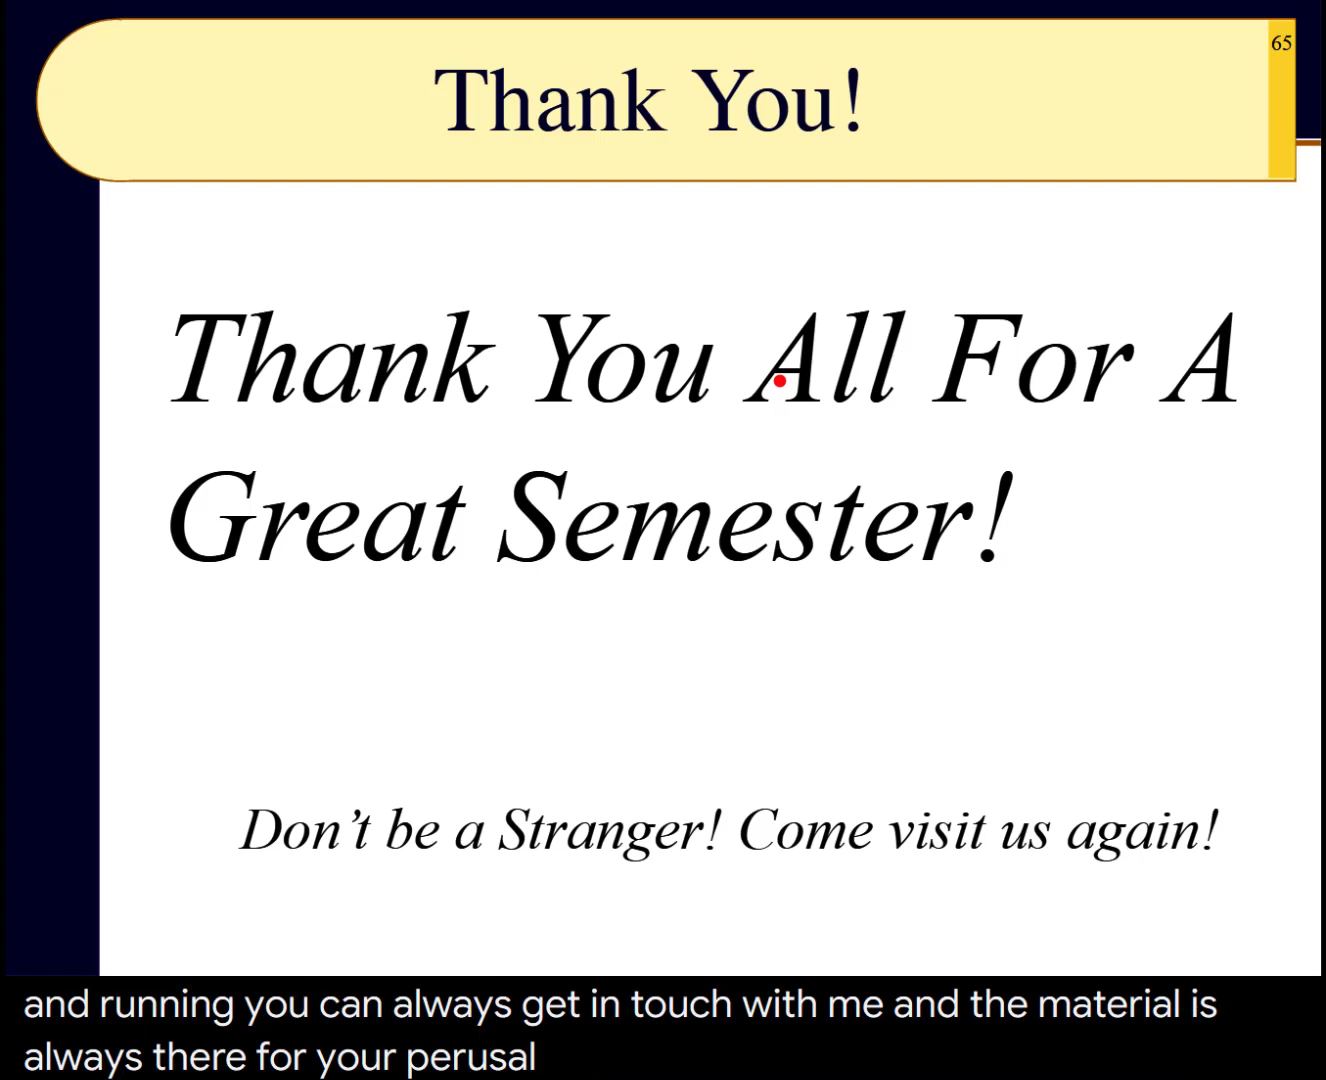 65
Thank You!
Thank You All For A
Great Semester!
Don’t be a Stranger! Come visit us again!
and running you can always get in touch with me and the material is
always there for your perusal